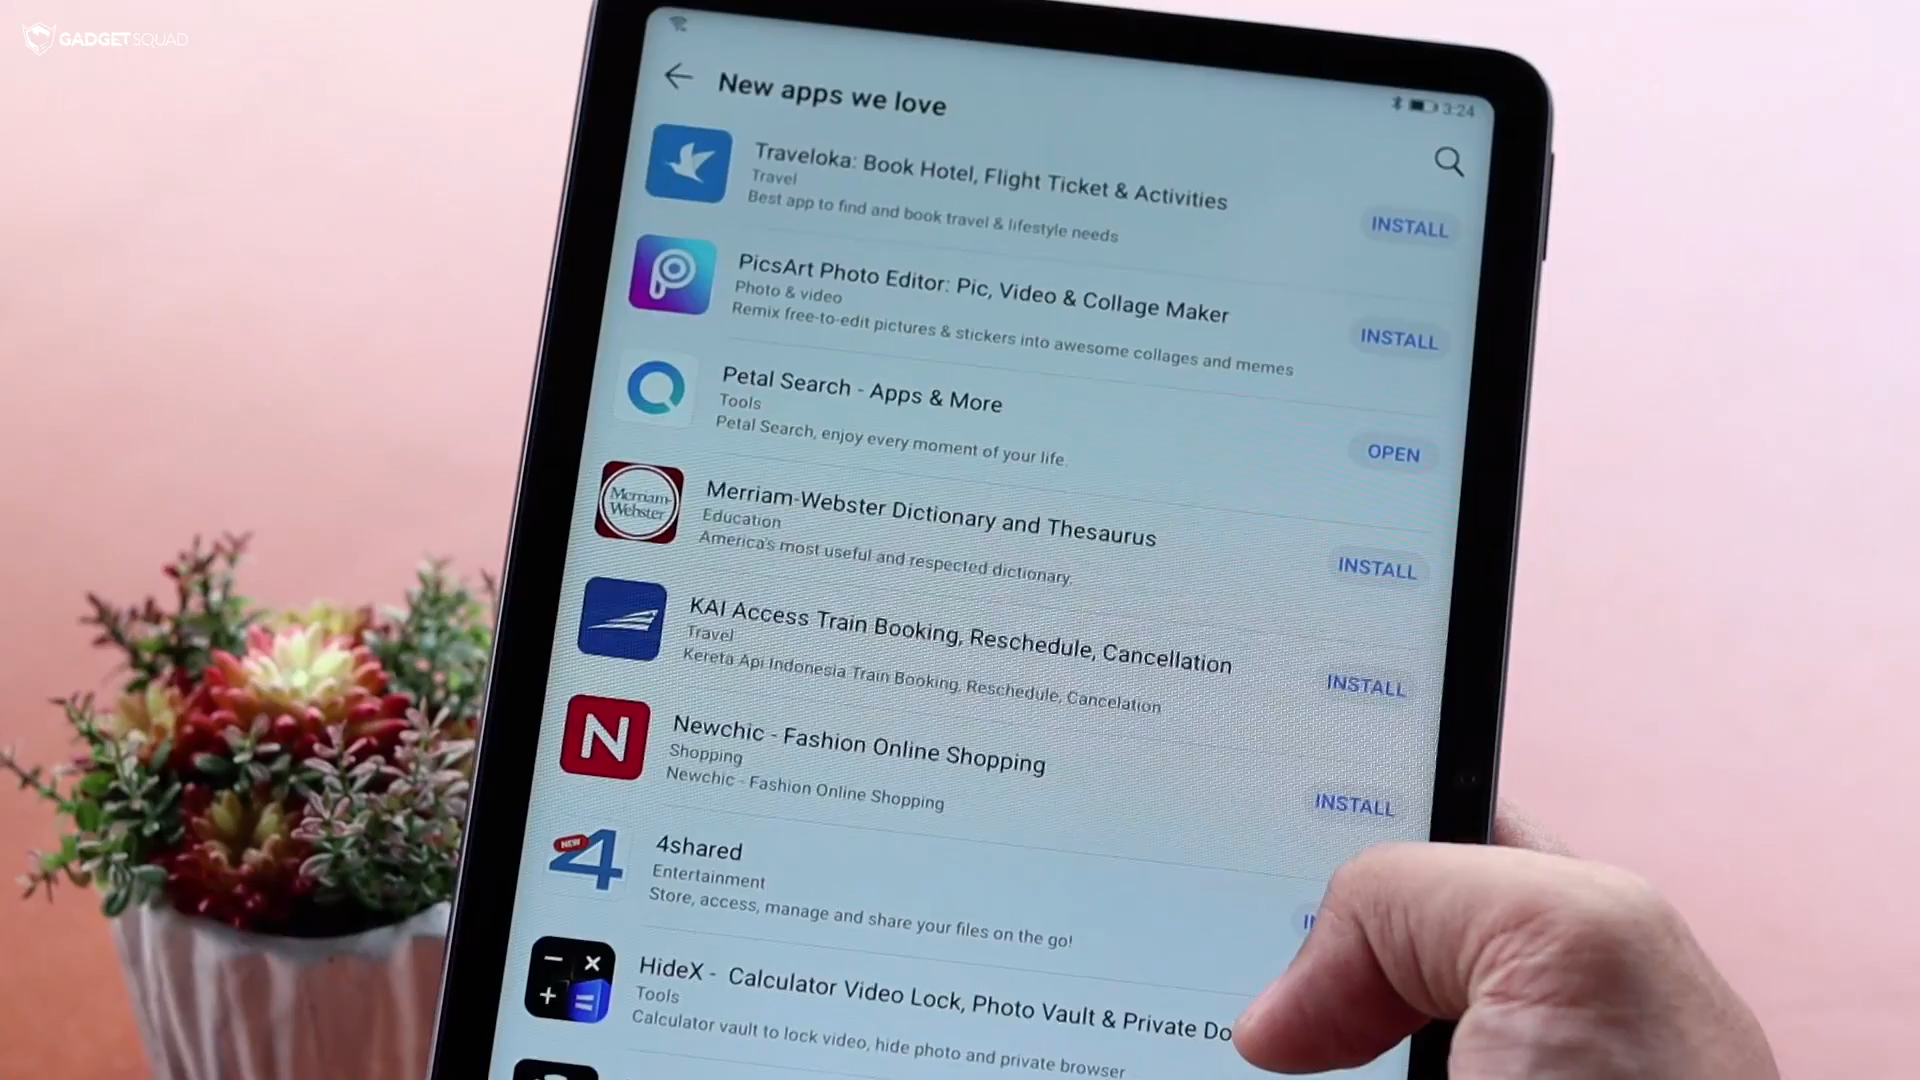 GADGETSQUAD
3:24
New apps we love
Traveloka: Book Hotel, Flight Ticket & Activities
Travel
Best app to find and book travel & lifestyle needs
INSTALL
PicsArt Photo Editor: Pic, Video & Collage Maker
Photo & video
Remix free-to-edit pictures & stickers into awesome collages and memes
INSTALL
Petal Search - Apps & More
Tools
Petal Search, enjoy every moment of your life.
OPEN
Merriam-Webster
Merriam-Webster Dictionary and Thesaurus
Education
America's most useful and respected dictionary.
INSTALL
KAI Access Train Booking, Reschedule, Cancellation
Travel
Kereta Api Indonesia Train Booking, Reschedule, Cancelation
INSTALL
N
Newchic - Fashion Online Shopping
Shopping
Newchic - Fashion Online Shopping
INSTALL
NEW
4
4shared
Entertainment
Store, access, manage and share your files on the go!
IN
HideX - Calculator Video Lock, Photo Vault & Private Do
Tools
Calculator vault to lock video, hide photo and private browser